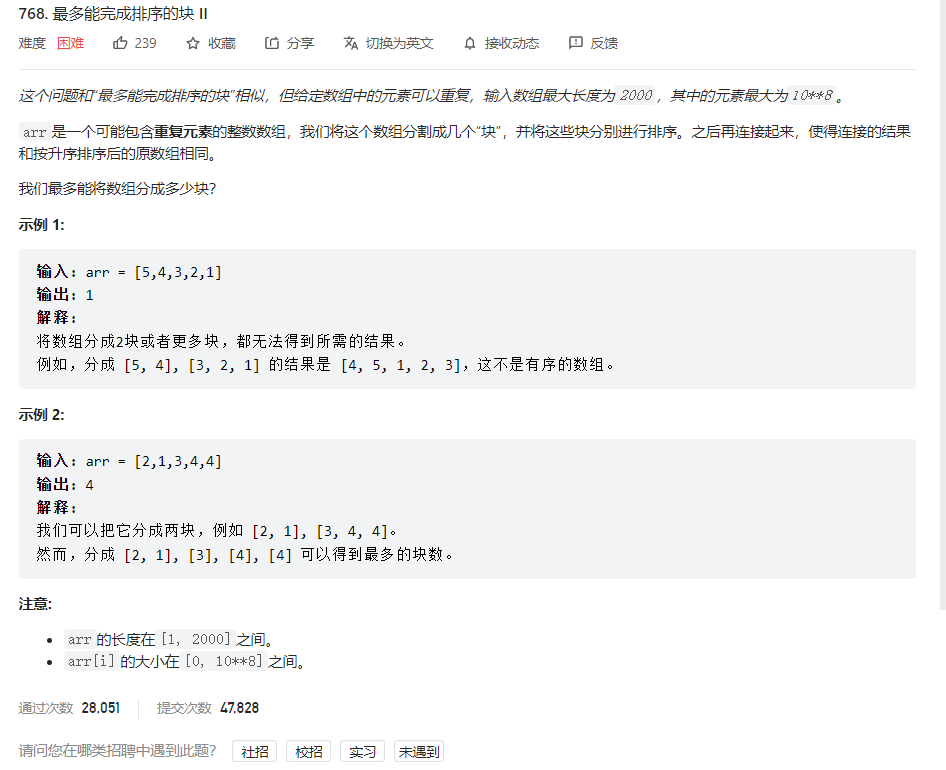 768. 最多能完成排序的块 II
难度 困难 239 收藏 分享 切换为英文 接收动态 反馈
这个问题和“最多能完成排序的块”相似，但给定数组中的元素可以重复，输入数组最大长度为 2000 ，其中的元素最大为 10**8 。
arr 是一个可能包含重复元素的整数数组，我们将这个数组分割成几个“块”，并将这些块分别进行排序。之后再连接起来，使得连接的结果
和按升序排序后的原数组相同。
我们最多能将数组分成多少块？
示例 1:
输入: arr = [5,4,3,2,1]
输出: 1
解释:
将数组分成2块或者更多块，都无法得到所需的结果。
例如，分成 [5, 4], [3, 2, 1] 的结果是 [4, 5, 1, 2, 3]，这不是有序的数组。
示例 2:
输入: arr = [2,1,3,4,4]
输出: 4
解释:
我们可以把它分成两块，例如 [2, 1], [3, 4, 4]。
然而，分成 [2, 1], [3], [4], [4] 可以得到最多的块数。
注意:
• arr 的长度在 [1, 2000] 之间。
• arr[i] 的大小在 [0, 10**8] 之间。
通过次数 28,051 提交次数 47,828
请问您在哪类招聘中遇到此题？ 社招 校招 实习 未遇到